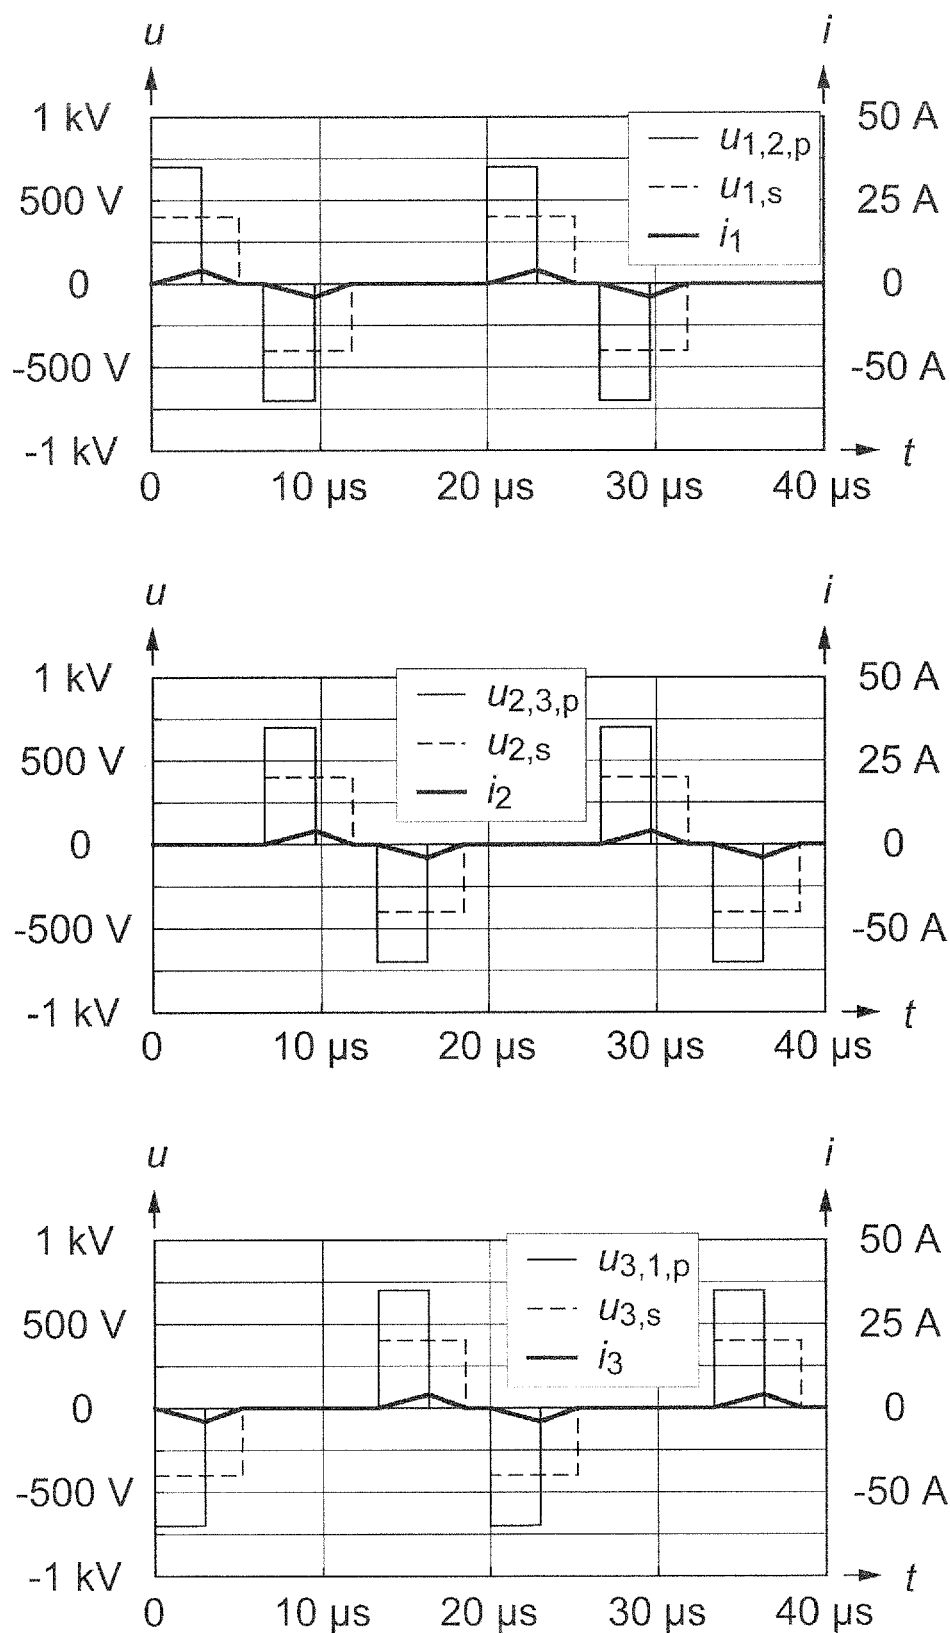 u i
1 kV 50 A
u1,2,p
500 V u1,s 25 A
i1
0 0
-500 V -50 A
-1 kV t
0 10 µs 20 µs 30 µs 40 µs
u i
1 kV 50 A
u2,3,p
500 V u2,s 25 A
i2
0 0
-500 V -50 A
-1 kV t
0 10 µs 20 µs 30 µs 40 µs
u i
1 kV 50 A
u3,1,p
500 V u3,s 25 A
i3
0 0
-500 V -50 A
-1 kV t
0 10 µs 20 µs 30 µs 40 µs